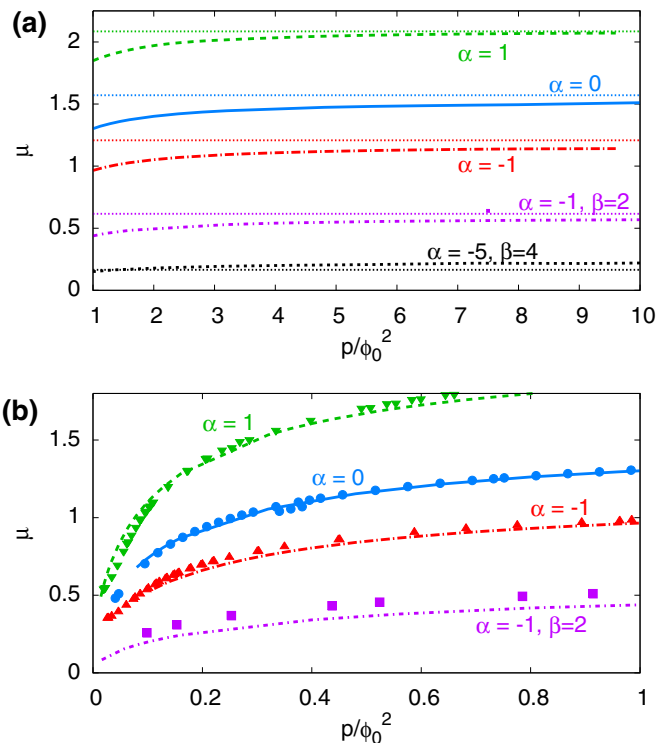 (a)
2
1.5
1
0.5
0
μ
α = 1
α = 0
α = -1
α = -1, β=2
α = -5, β=4
1 2 3 4 5 6 7 8 9 10
p/ϕ₀²
(b)
1.5
1
0.5
0
μ
α = 1
α = 0
α = -1
α = -1, β=2
0 0.2 0.4 0.6 0.8 1
p/ϕ₀²